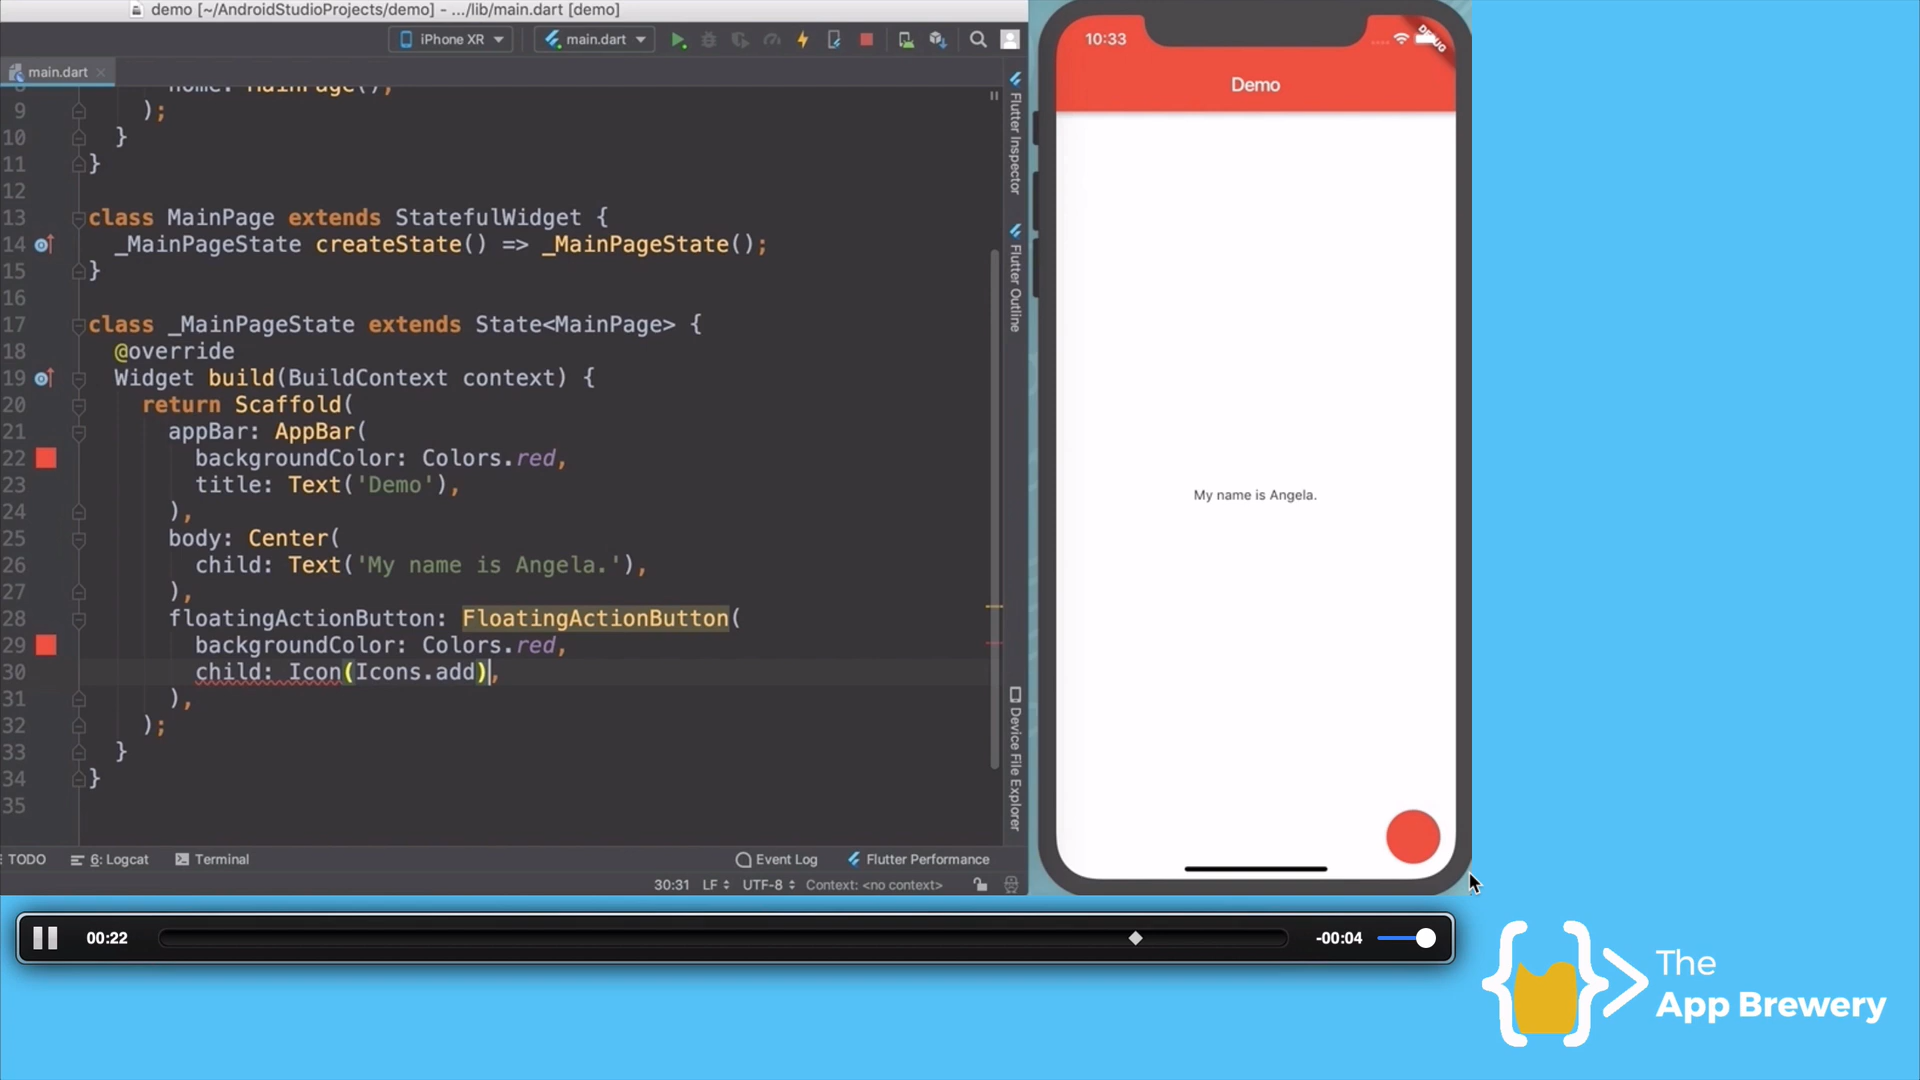 demo [~/AndroidStudioProjects/demo] - .../lib/main.dart [demo]
iPhone XR
main.dart
main.dart
8 home: MainPage(),
9 );
10 }
11 }
12
13 class MainPage extends StatefulWidget {
14 _MainPageState createState() => _MainPageState();
15 }
16
17 class _MainPageState extends State<MainPage> {
18 @override
19 Widget build(BuildContext context) {
20 return Scaffold(
21 appBar: AppBar(
22 backgroundColor: Colors.red,
23 title: Text('Demo'),
24 ),
25 body: Center(
26 child: Text('My name is Angela.'),
27 ),
28 floatingActionButton: FloatingActionButton(
29 backgroundColor: Colors.red,
30 child: Icon(Icons.add),
31 ),
32 );
33 }
34 }
35
Flutter Inspector
Flutter Outline
Device File Explorer
TODO
6: Logcat
Terminal
Event Log
Flutter Performance
30:31 LF UTF-8 Context: <no context>
10:33
DEBUG
Demo
My name is Angela.
00:22
-00:04
The
App Brewery